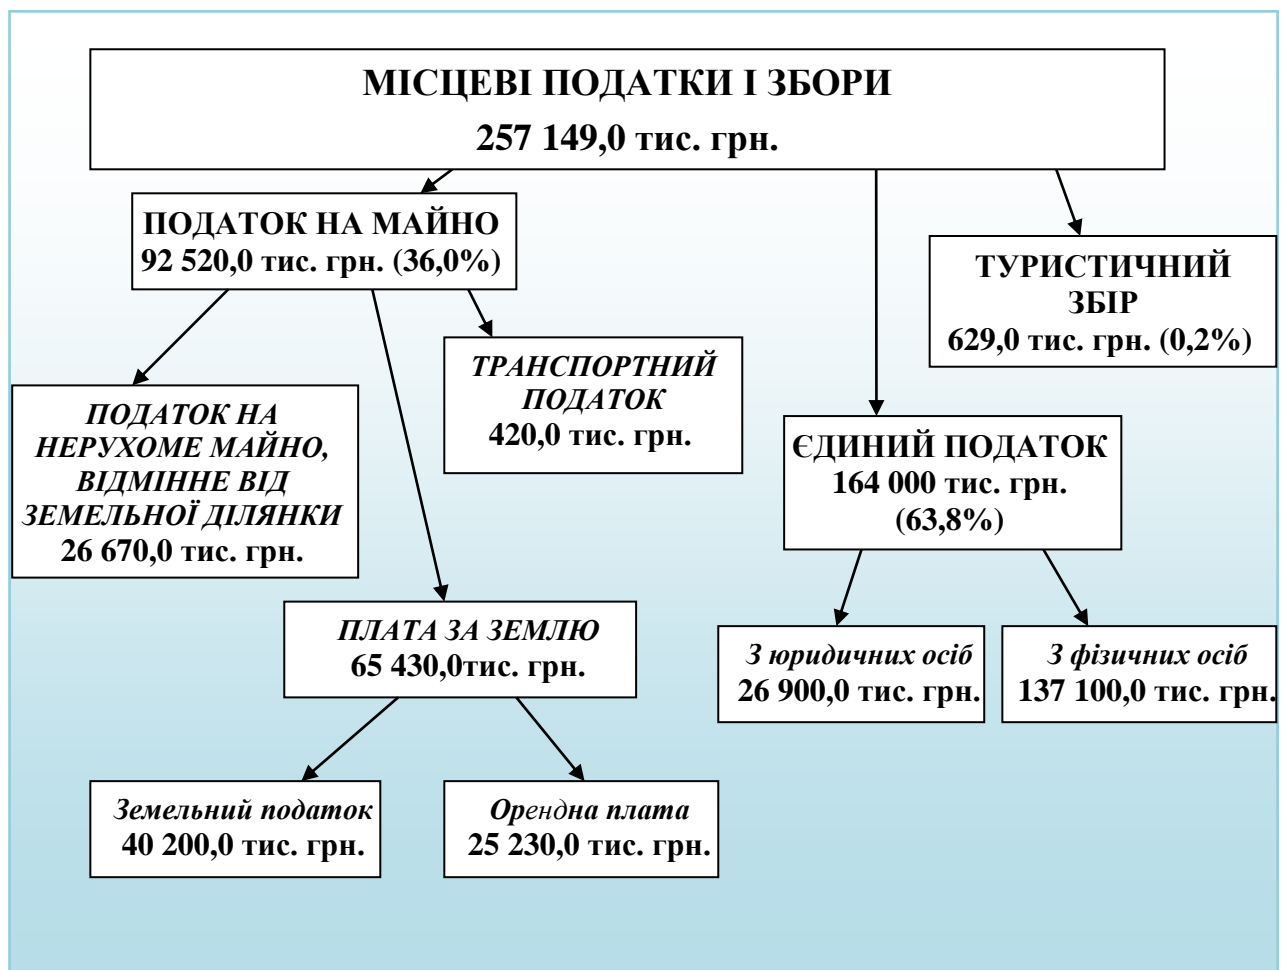 МІСЦЕВІ ПОДАТКИ І ЗБОРИ
257 149,0 тис. грн.
ПОДАТОК НА МАЙНО
92 520,0 тис. грн. (36,0%)
ТУРИСТИЧНИЙ
ЗБІР
629,0 тис. грн. (0,2%)
ТРАНСПОРТНИЙ
ПОДАТОК
420,0 тис. грн.
ПОДАТОК НА
НЕРУХОМЕ МАЙНО,
ВІДМІННЕ ВІД
ЗЕМЕЛЬНОЇ ДІЛЯНКИ
26 670,0 тис. грн.
ЄДИНИЙ ПОДАТОК
164 000 тис. грн.
(63,8%)
ПЛАТА ЗА ЗЕМЛЮ
65 430,0тис. грн.
З юридичних осіб
26 900,0 тис. грн.
З фізичних осіб
137 100,0 тис. грн.
Земельний податок
40 200,0 тис. грн.
Орендна плата
25 230,0 тис. грн.